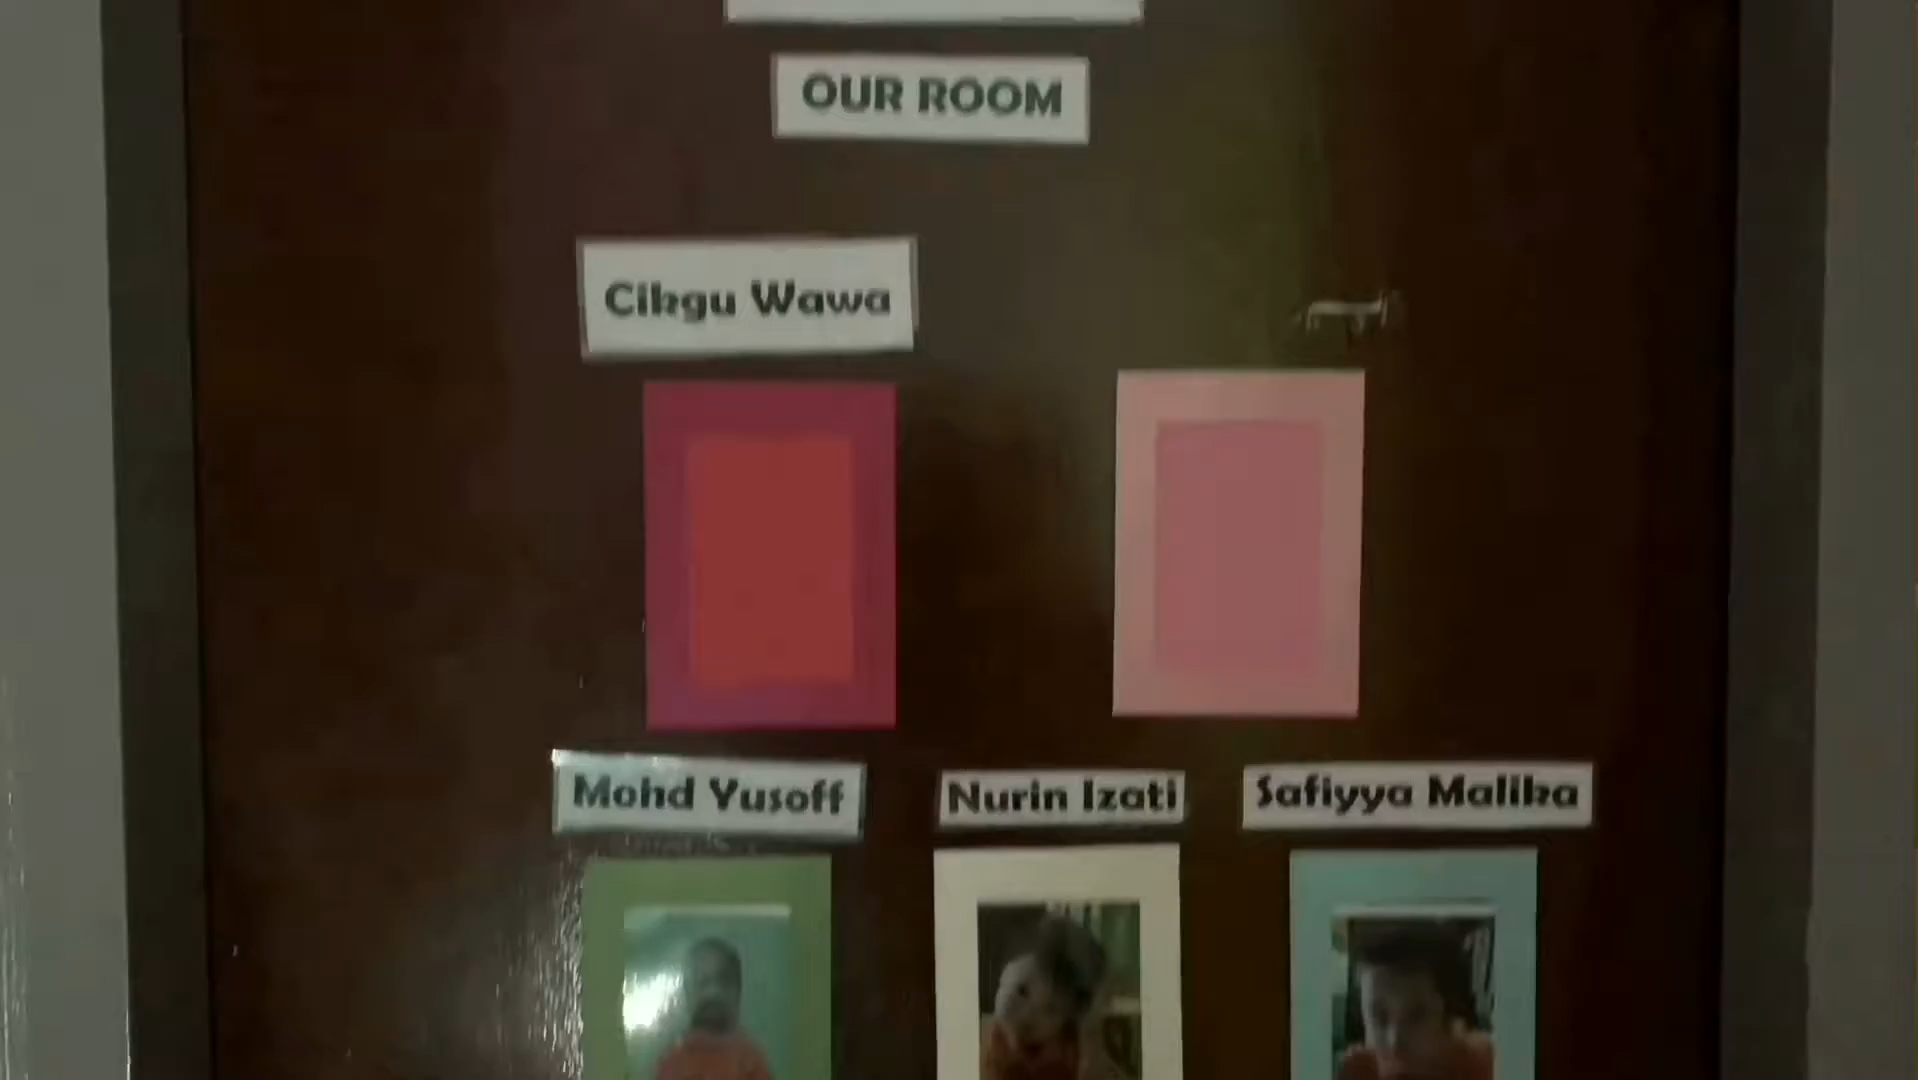 OUR ROOM
Cikgu Wawa
Mohd Yusoff
Nurin Izati
Safiyya Malika